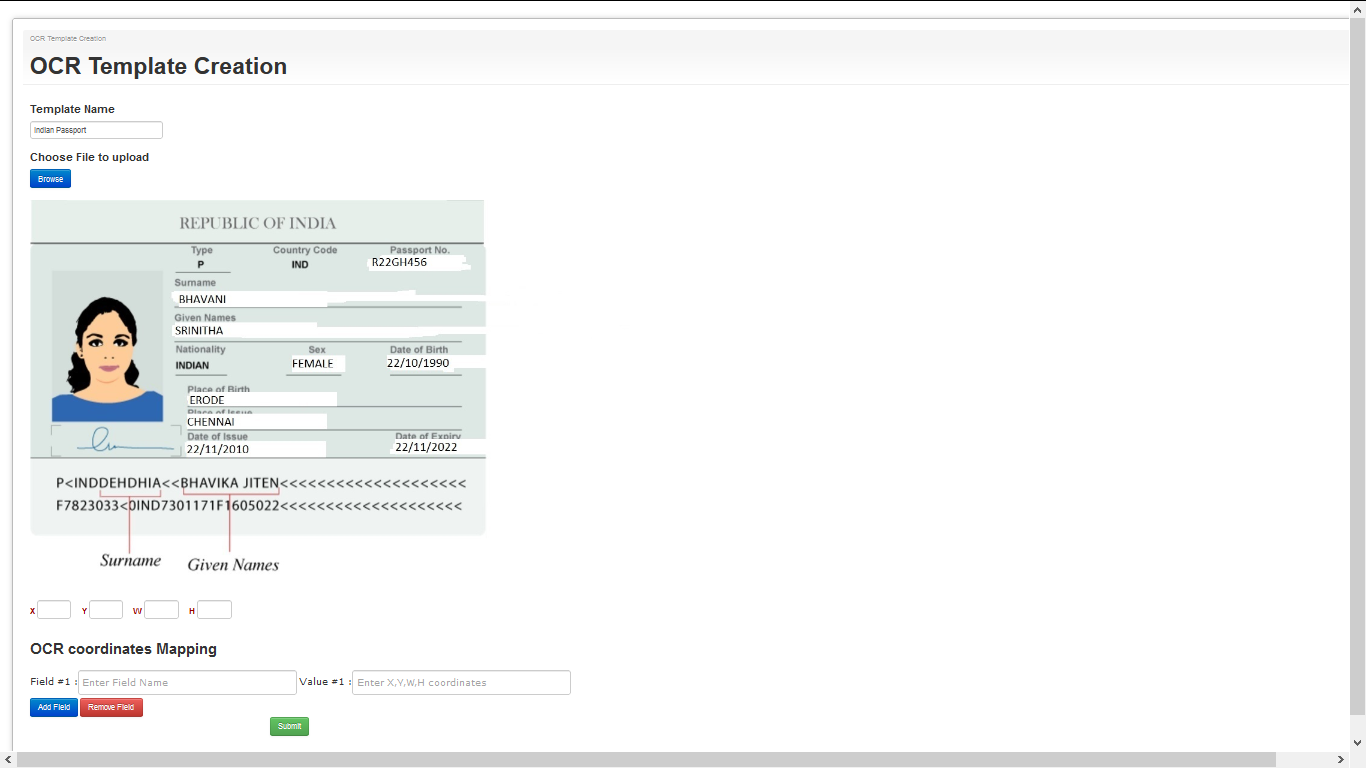 OCR Template Creation
OCR Template Creation
Template Name
Indian Passport
Choose File to upload
Browse
REPUBLIC OF INDIA
Type Country Code Passport No.
P IND R22GH456
Surname
BHAVANI
Given Names
SRINITHA
Nationality Sex Date of Birth
INDIAN FEMALE 22/10/1990
Place of Birth
ERODE
Place of Issue
CHENNAI
Date of Issue Date of Expiry
22/11/2010 22/11/2022
P<INDDEHDHIA<<BHAVIKA JITEN<<<<<<<<<<<<<<<<<<<<
F7823033<0IND7301171F1605022<<<<<<<<<<<<<<<<<<<<
Surname Given Names
X Y W H
OCR coordinates Mapping
Field #1 : Enter Field Name Value #1 : Enter X,Y,W,H coordinates
Add Field Remove Field
Submit